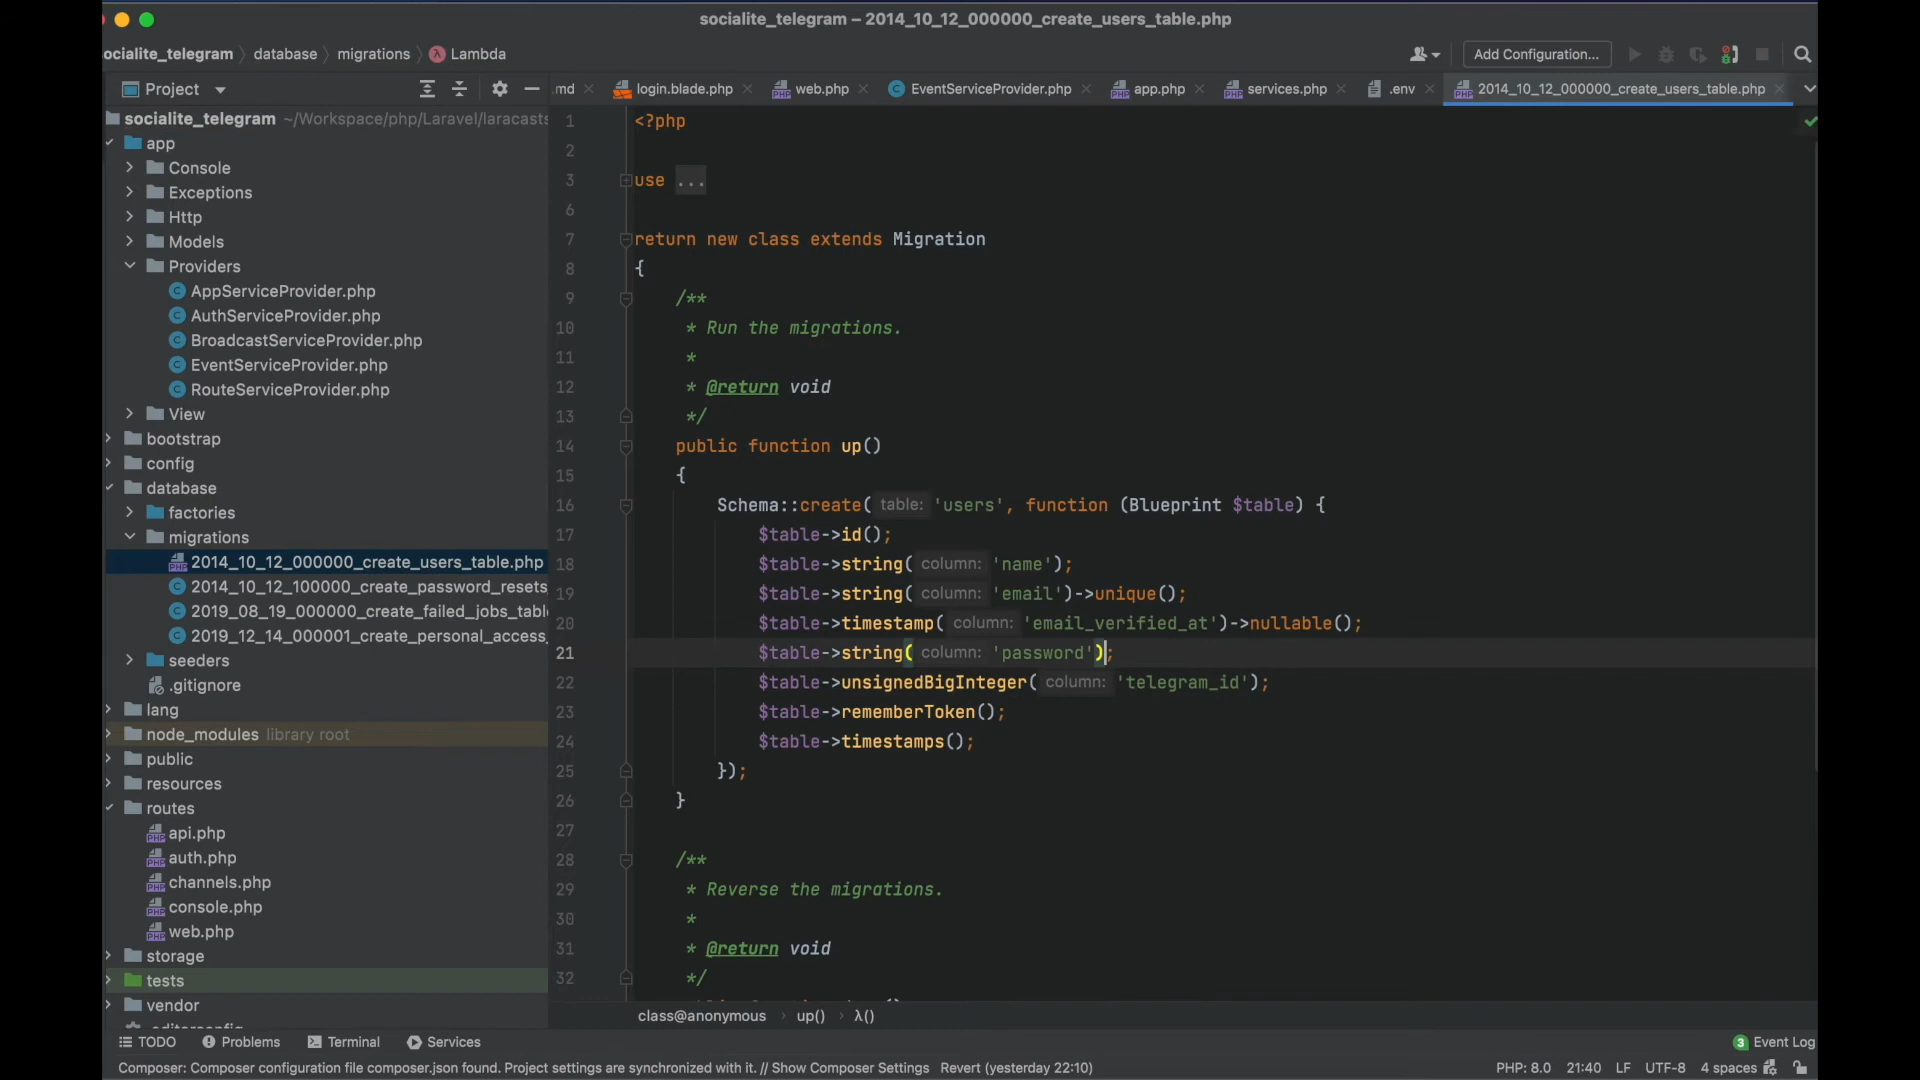 socialite_telegram – 2014_10_12_000000_create_users_table.php
ocialite_telegram database migrations λ Lambda
Add Configuration...
Project
.md login.blade.php web.php EventServiceProvider.php app.php services.php .env 2014_10_12_000000_create_users_table.php
socialite_telegram ~/Workspace/php/Laravel/laracasts
app
Console
Exceptions
Http
Models
Providers
AppServiceProvider.php
AuthServiceProvider.php
BroadcastServiceProvider.php
EventServiceProvider.php
RouteServiceProvider.php
View
bootstrap
config
database
factories
migrations
2014_10_12_000000_create_users_table.php
2014_10_12_100000_create_password_resets_
2019_08_19_000000_create_failed_jobs_table
2019_12_14_000001_create_personal_access_
seeders
.gitignore
lang
node_modules library root
public
resources
routes
api.php
auth.php
channels.php
console.php
web.php
storage
tests
vendor
.editorconfig
1 <?php
2
3 use ...
6
7 return new class extends Migration
8 {
9 /**
10 * Run the migrations.
11 *
12 * @return void
13 */
14 public function up()
15 {
16 Schema::create( table: 'users', function (Blueprint $table) {
17 $table->id();
18 $table->string( column: 'name');
19 $table->string( column: 'email')->unique();
20 $table->timestamp( column: 'email_verified_at')->nullable();
21 $table->string( column: 'password');
22 $table->unsignedBigInteger( column: 'telegram_id');
23 $table->rememberToken();
24 $table->timestamps();
25 });
26 }
27
28 /**
29 * Reverse the migrations.
30 *
31 * @return void
32 */
class@anonymous up() λ()
TODO Problems Terminal Services 3 Event Log
Composer: Composer configuration file composer.json found. Project settings are synchronized with it. // Show Composer Settings Revert (yesterday 22:10) PHP: 8.0 21:40 LF UTF-8 4 spaces